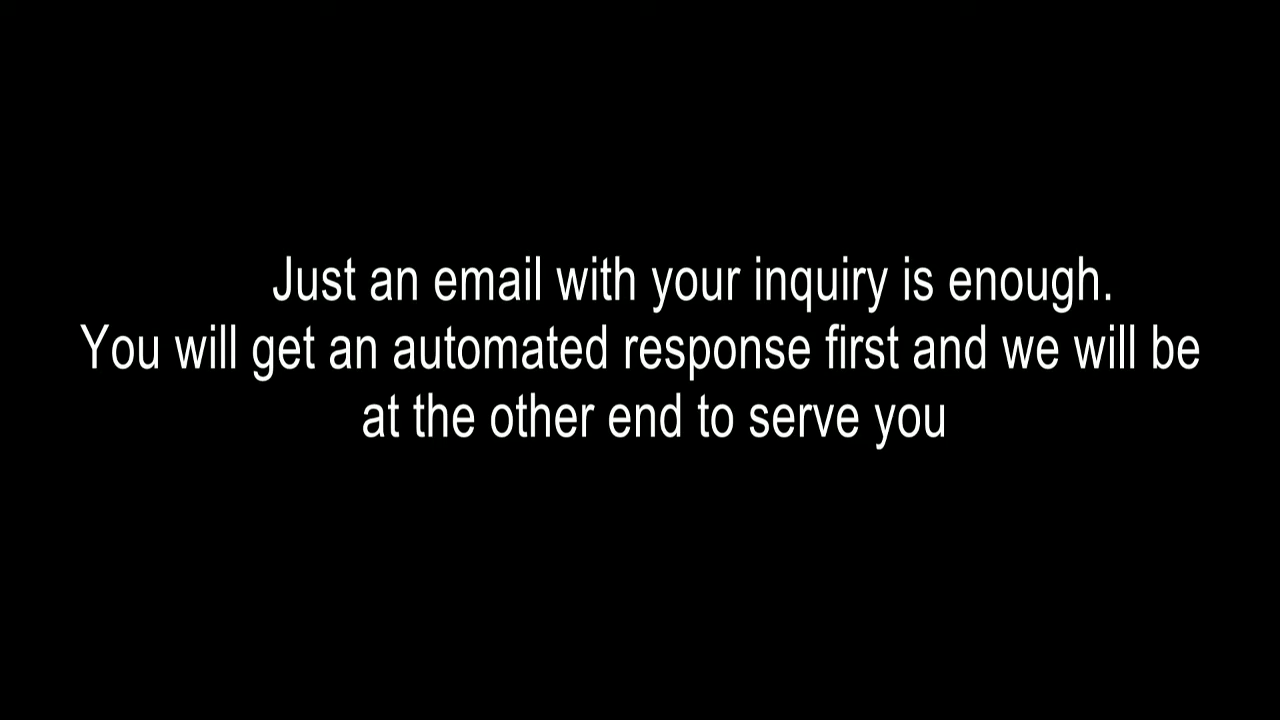 Just an email with your inquiry is enough.
You will get an automated response first and we will be
at the other end to serve you